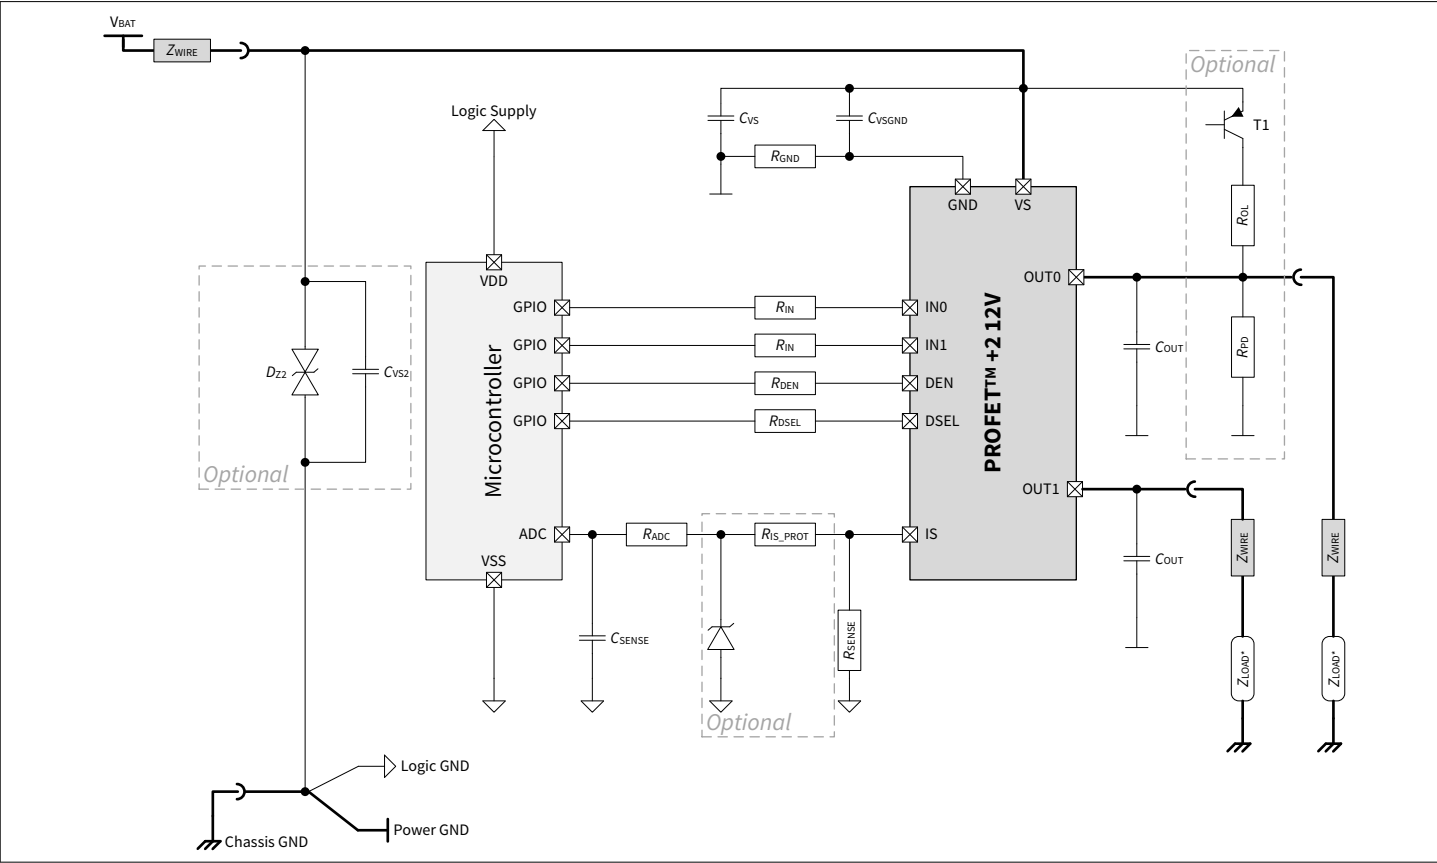 VBAT
ZWIRE
Optional
Logic Supply
CVS
CVSGND
T1
RGND
GND
VS
ROL
VDD
OUT0
GPIO
RIN
IN0
GPIO
RIN
IN1
GPIO
RDEN
DEN
GPIO
RDSEL
DSEL
Microcontroller
PROFET™ +2 12V
COUT
RPD
DZ2
CVS2
Optional
OUT1
ADC
RADC
RIS_PROT
IS
VSS
COUT
ZWIRE
ZWIRE
CSENSE
RSENSE
ZLOAD*
ZLOAD*
Optional
Logic GND
Power GND
Chassis GND